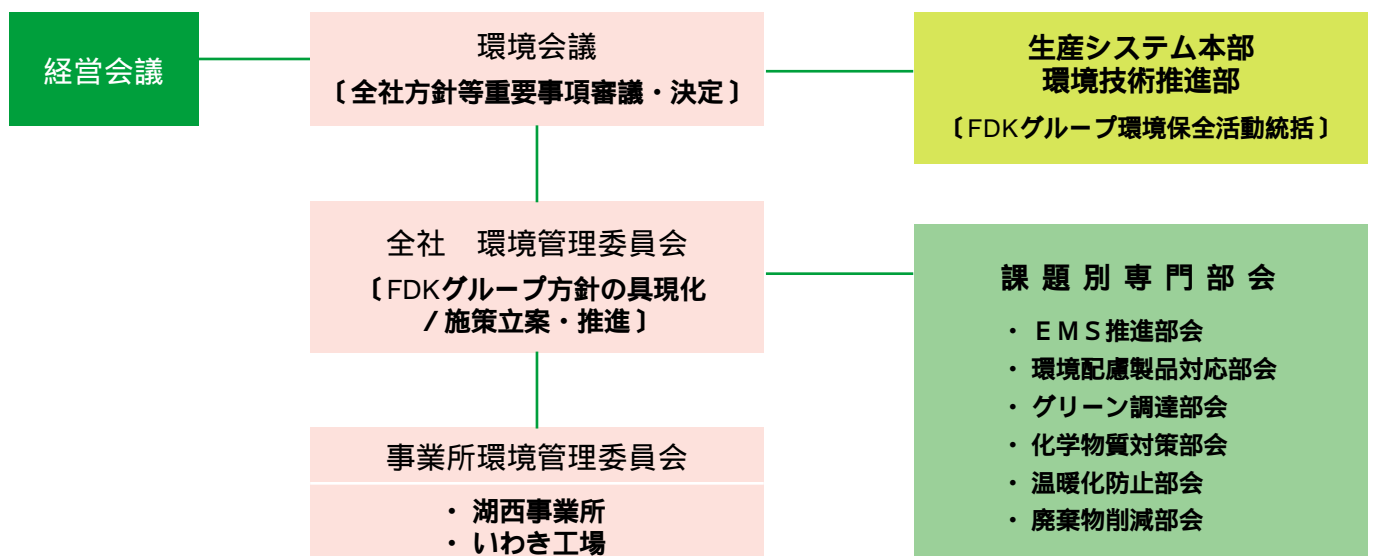 経営会議
環境会議
〔全社方針等重要事項審議・決定〕
生産システム本部
環境技術推進部
〔FDKグループ環境保全活動統括〕
全社　環境管理委員会
〔FDKグループ方針の具現化
/施策立案・推進〕
課題別専門部会
・EMS推進部会
・環境配慮製品対応部会
・グリーン調達部会
・化学物質対策部会
・温暖化防止部会
・廃棄物削減部会
事業所環境管理委員会
・湖西事業所
・いわき工場